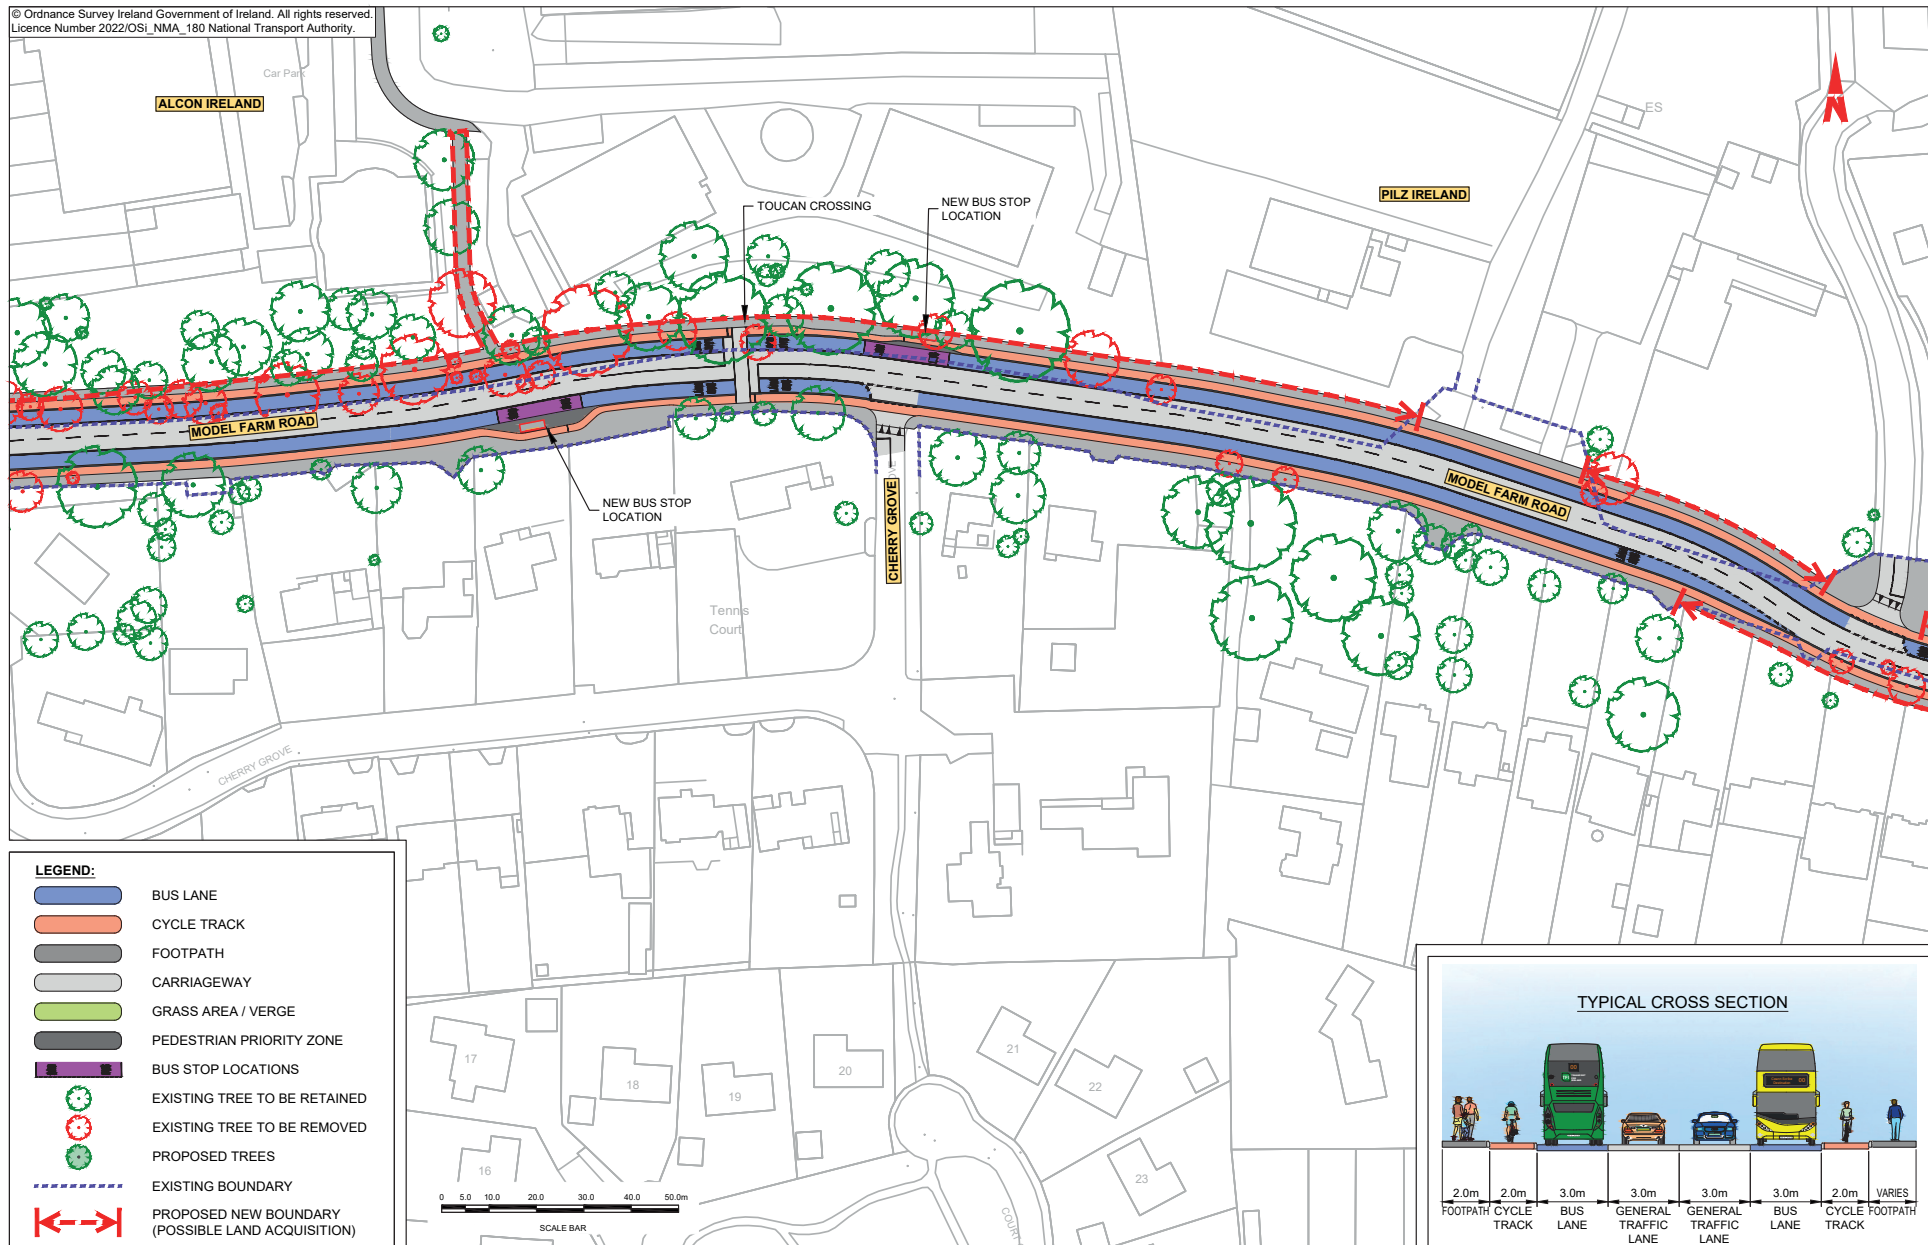 © Ordnance Survey Ireland Government of Ireland. All rights reserved.
Licence Number 2022/OSi_NMA_180 National Transport Authority.
Car Park
ALCON IRELAND
ES
PILZ IRELAND
TOUCAN CROSSING
NEW BUS STOP
LOCATION
MODEL FARM ROAD
NEW BUS STOP
LOCATION
CHERRY GROVE
MODEL FARM ROAD
Tennis
Court
CHERRY GROVE
LEGEND:
BUS LANE
CYCLE TRACK
FOOTPATH
CARRIAGEWAY
GRASS AREA / VERGE
PEDESTRIAN PRIORITY ZONE
BUS STOP LOCATIONS
EXISTING TREE TO BE RETAINED
EXISTING TREE TO BE REMOVED
PROPOSED TREES
EXISTING BOUNDARY
PROPOSED NEW BOUNDARY
(POSSIBLE LAND ACQUISITION)
17
18
19
20
21
22
16
23
COURT
0 5.0 10.0 20.0 30.0 40.0 50.0m
SCALE BAR
TYPICAL CROSS SECTION
2.0m 2.0m 3.0m 3.0m 3.0m 3.0m 2.0m VARIES
FOOTPATH CYCLE TRACK BUS LANE GENERAL TRAFFIC LANE GENERAL TRAFFIC LANE BUS LANE CYCLE TRACK FOOTPATH
N